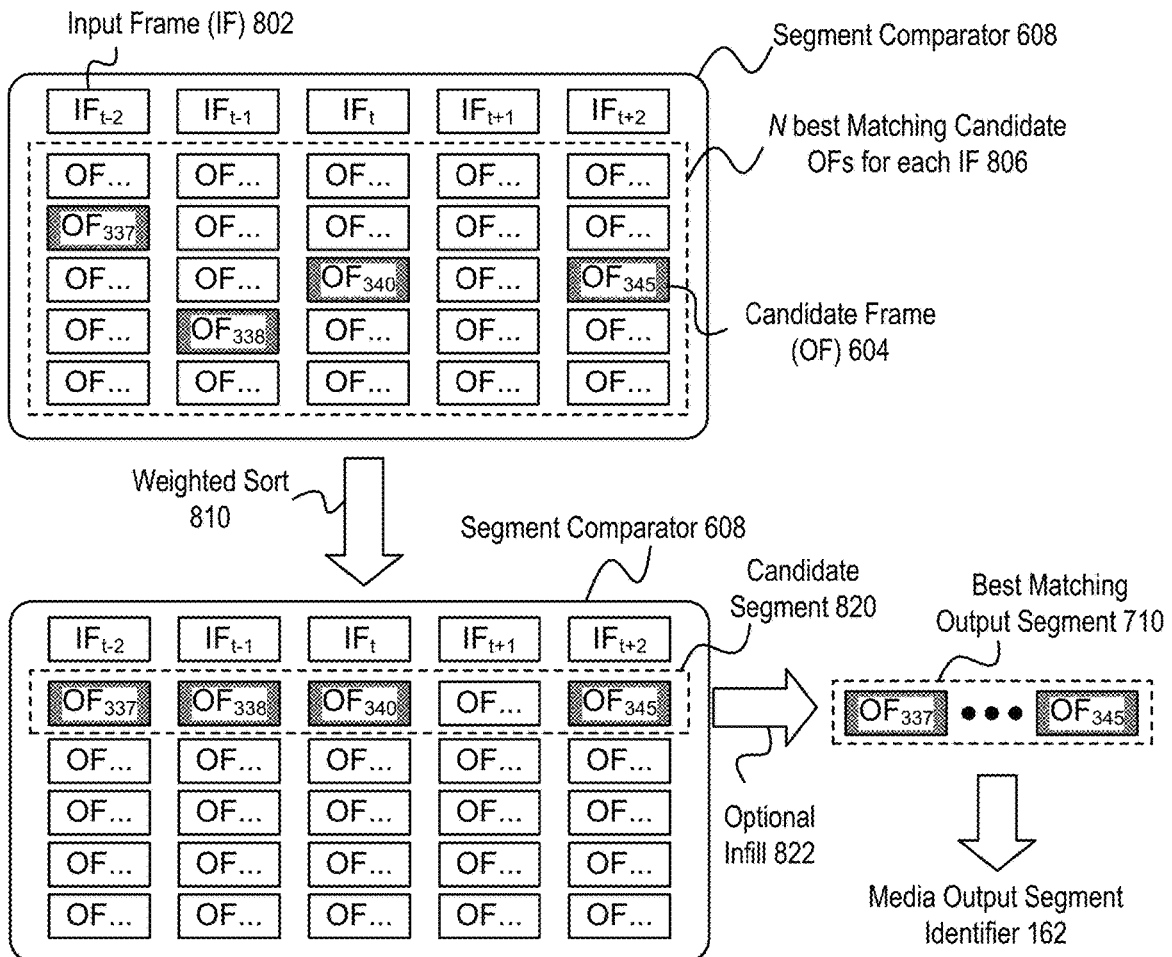 Input Frame (IF) 802
Segment Comparator 608
IFt-2 IFt-1 IFt IFt+1 IFt+2
N best Matching Candidate
OFs for each IF 806
OF... OF... OF... OF... OF...
OF337 OF... OF... OF... OF...
OF... OF... OF340 OF... OF345
OF... OF338 OF... OF... OF...
OF... OF... OF... OF... OF...
Candidate Frame
(OF) 604
Weighted Sort
810
Segment Comparator 608
Candidate
Segment 820
Best Matching
Output Segment 710
IFt-2 IFt-1 IFt IFt+1 IFt+2
OF337 OF338 OF340 OF... OF345
OF337 ●●● OF345
OF... OF... OF... OF... OF...
OF... OF... OF... OF... OF...
OF... OF... OF... OF... OF...
OF... OF... OF... OF... OF...
Optional
Infill 822
Media Output Segment
Identifier 162